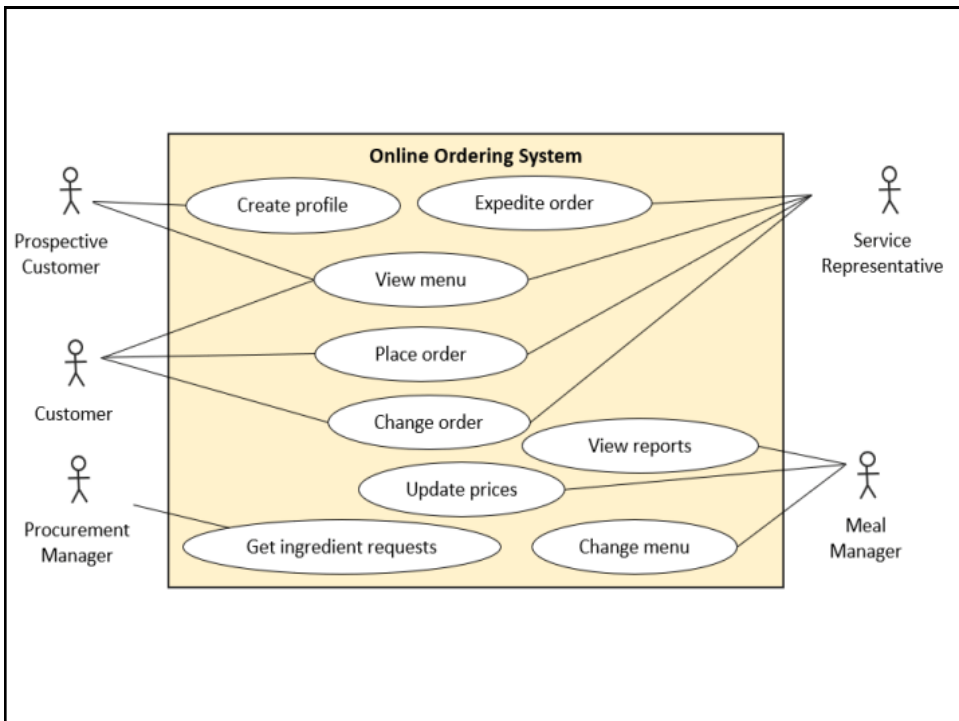 Online Ordering System
Create profile
Expedite order
Prospective
Customer
Service
Representative
View menu
Place order
Customer
Change order
View reports
Update prices
Procurement
Manager
Meal
Manager
Get ingredient requests
Change menu